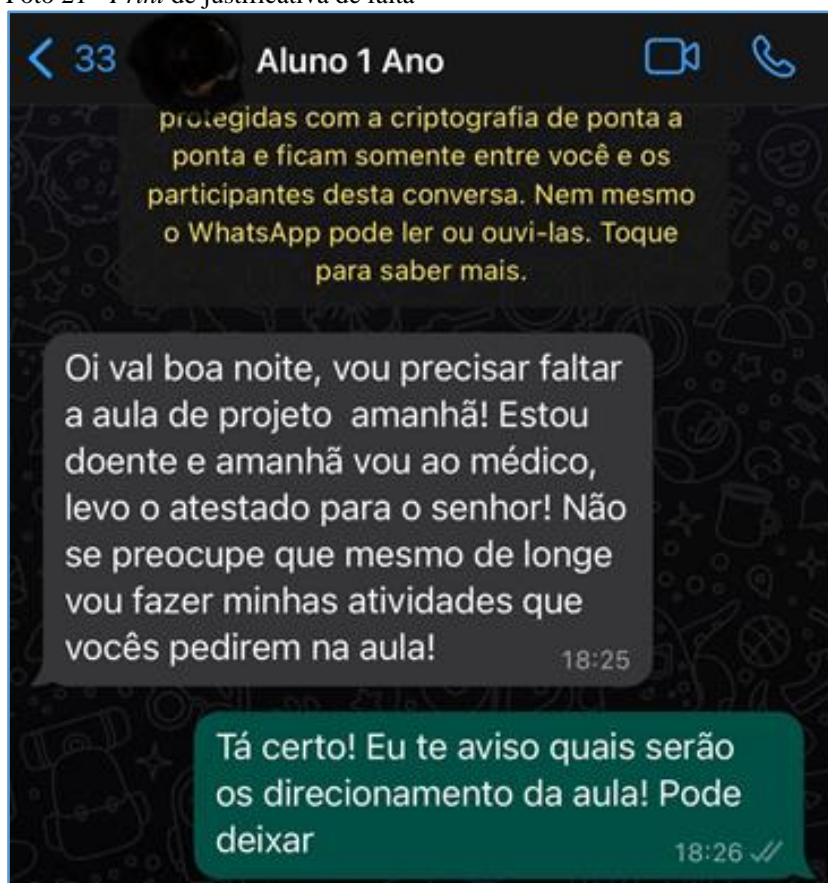 Foto 21 - Print de justificativa de falta
33
Aluno 1 Ano
protegidas com a criptografia de ponta a
ponta e ficam somente entre você e os
participantes desta conversa. Nem mesmo
o WhatsApp pode ler ou ouvi-las. Toque
para saber mais.
Oi val boa noite, vou precisar faltar
a aula de projeto  amanhã! Estou
doente e amanhã vou ao médico,
levo o atestado para o senhor! Não
se preocupe que mesmo de longe
vou fazer minhas atividades que
vocês pedirem na aula!
18:25
Tá certo! Eu te aviso quais serão
os direcionamento da aula! Pode
deixar
18:26